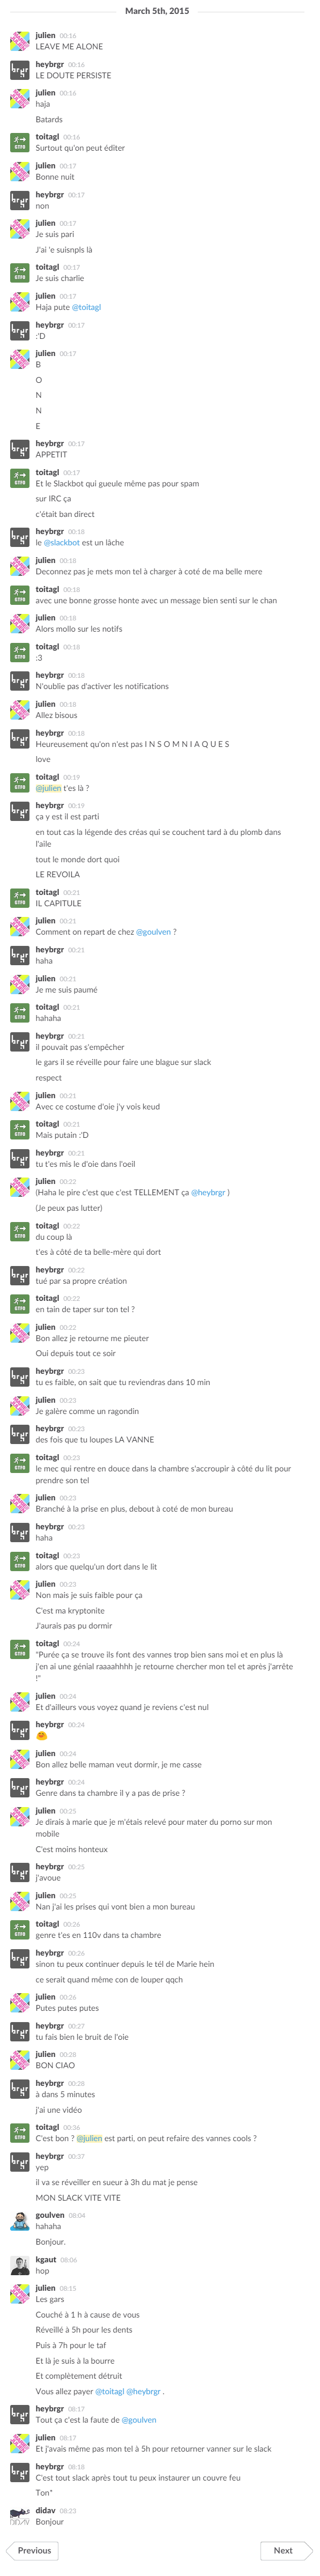 March 5th, 2015
julien 00:16
LEAVE ME ALONE
heybrgr 00:16
LE DOUTE PERSISTE
julien 00:16
haja
Batards
toitagl 00:16
Surtout qu'on peut éditer
julien 00:17
Bonne nuit
heybrgr 00:17
non
julien 00:17
Je suis pari
J'ai 'e suisnpls là
toitagl 00:17
Je suis charlie
julien 00:17
Haja pute @toitagl
heybrgr 00:17
:'D
julien 00:17
B
O
N
N
E
heybrgr 00:17
APPETIT
toitagl 00:17
Et le Slackbot qui gueule même pas pour spam
sur IRC ça
c'était ban direct
heybrgr 00:18
le @slackbot est un lâche
julien 00:18
Deconnez pas je mets mon tel à charger à coté de ma belle mere
toitagl 00:18
avec une bonne grosse honte avec un message bien senti sur le chan
julien 00:18
Alors mollo sur les notifs
toitagl 00:18
:3
heybrgr 00:18
N'oublie pas d'activer les notifications
julien 00:18
Allez bisous
heybrgr 00:18
Heureusement qu'on n'est pas I N S O M N I A Q U E S
love
toitagl 00:19
@julien t'es là ?
heybrgr 00:19
ça y est il est parti
en tout cas la légende des créas qui se couchent tard à du plomb dans
l'aile
tout le monde dort quoi
LE REVOILA
toitagl 00:21
IL CAPITULE
julien 00:21
Comment on repart de chez @goulven ?
heybrgr 00:21
haha
julien 00:21
Je me suis paumé
toitagl 00:21
hahaha
heybrgr 00:21
il pouvait pas s'empêcher
le gars il se réveille pour faire une blague sur slack
respect
julien 00:21
Avec ce costume d'oie j'y vois keud
toitagl 00:21
Mais putain :'D
heybrgr 00:21
tu t'es mis le d'oie dans l'oeil
julien 00:22
(Haha le pire c'est que c'est TELLEMENT ça @heybrgr )
(Je peux pas lutter)
toitagl 00:22
du coup là
t'es à côté de ta belle-mère qui dort
heybrgr 00:22
tué par sa propre création
toitagl 00:22
en train de taper sur ton tel ?
julien 00:22
Bon allez je retourne me pieuter
Oui depuis tout ce soir
heybrgr 00:23
tu es faible, on sait que tu reviendras dans 10 min
julien 00:23
Je galère comme un ragondin
heybrgr 00:23
des fois que tu loupes LA VANNE
toitagl 00:23
le mec qui rentre en douce dans la chambre s'accroupir à côté du lit pour
prendre son tel
julien 00:23
Branché à la prise en plus, debout à coté de mon bureau
heybrgr 00:23
haha
toitagl 00:23
alors que quelqu'un dort dans le lit
julien 00:23
Non mais je suis faible pour ça
C'est ma kryptonite
J'aurais pas pu dormir
toitagl 00:24
"Purée ça se trouve ils font des vannes trop bien sans moi et en plus là
j'en ai une génial raaaahhhh je retourne chercher mon tel et après j'arrête
!"
julien 00:24
Et d'ailleurs vous voyez quand je reviens c'est nul
heybrgr 00:24
julien 00:24
Bon allez belle maman veut dormir, je me casse
heybrgr 00:24
Genre dans ta chambre il y a pas de prise ?
julien 00:25
Je dirais à marie que je m'étais relevé pour mater du porno sur mon
mobile
C'est moins honteux
heybrgr 00:25
j'avoue
julien 00:25
Nan j'ai les prises qui vont bien a mon bureau
toitagl 00:26
genre t'es en 110v dans ta chambre
heybrgr 00:26
sinon tu peux continuer depuis le tél de Marie hein
ce serait quand même con de louper qqch
julien 00:26
Putes putes putes
heybrgr 00:27
tu fais bien le bruit de l'oie
julien 00:28
BON CIAO
heybrgr 00:28
à dans 5 minutes
j'ai une vidéo
toitagl 00:36
C'est bon ? @julien est parti, on peut refaire des vannes cools ?
heybrgr 00:37
yep
il va se réveiller en sueur à 3h du mat je pense
MON SLACK VITE VITE
goulven 08:04
hahaha
Bonjour.
kgaut 08:06
hop
julien 08:15
Les gars
Couché à 1 h à cause de vous
Réveillé à 5h pour les dents
Puis à 7h pour le taf
Et là je suis à la bourre
Et complètement détruit
Vous allez payer @toitagl @heybrgr .
heybrgr 08:17
Tout ça c'est la faute de @goulven
julien 08:17
Et j'avais même pas mon tel à 5h pour retourner vanner sur le slack
heybrgr 08:18
C'est tout slack après tout tu peux instaurer un couvre feu
Ton*
didav 08:23
Bonjour
Previous
Next